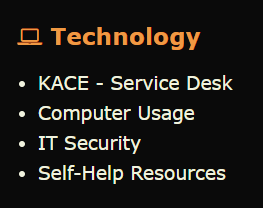 Technology
KACE - Service Desk
Computer Usage
IT Security
Self-Help Resources